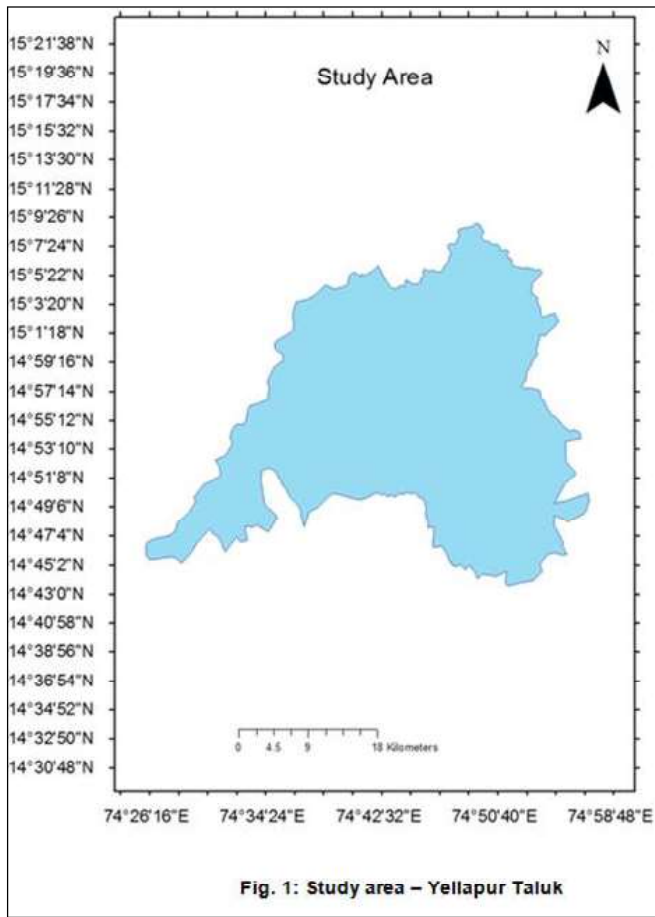 N
Study Area
15°21'38"N
15°19'36"N
15°17'34"N
15°15'32"N
15°13'30"N
15°11'28"N
15°9'26"N
15°7'24"N
15°5'22"N
15°3'20"N
15°1'18"N
14°59'16"N
14°57'14"N
14°55'12"N
14°53'10"N
14°51'8"N
14°49'6"N
14°47'4"N
14°45'2"N
14°43'0"N
14°40'58"N
14°38'56"N
14°36'54"N
14°34'52"N
14°32'50"N
14°30'48"N
0 4.5 9 18 Kilometers
74°26'16"E 74°34'24"E 74°42'32"E 74°50'40"E 74°58'48"E
Fig. 1: Study area – Yellapur Taluk